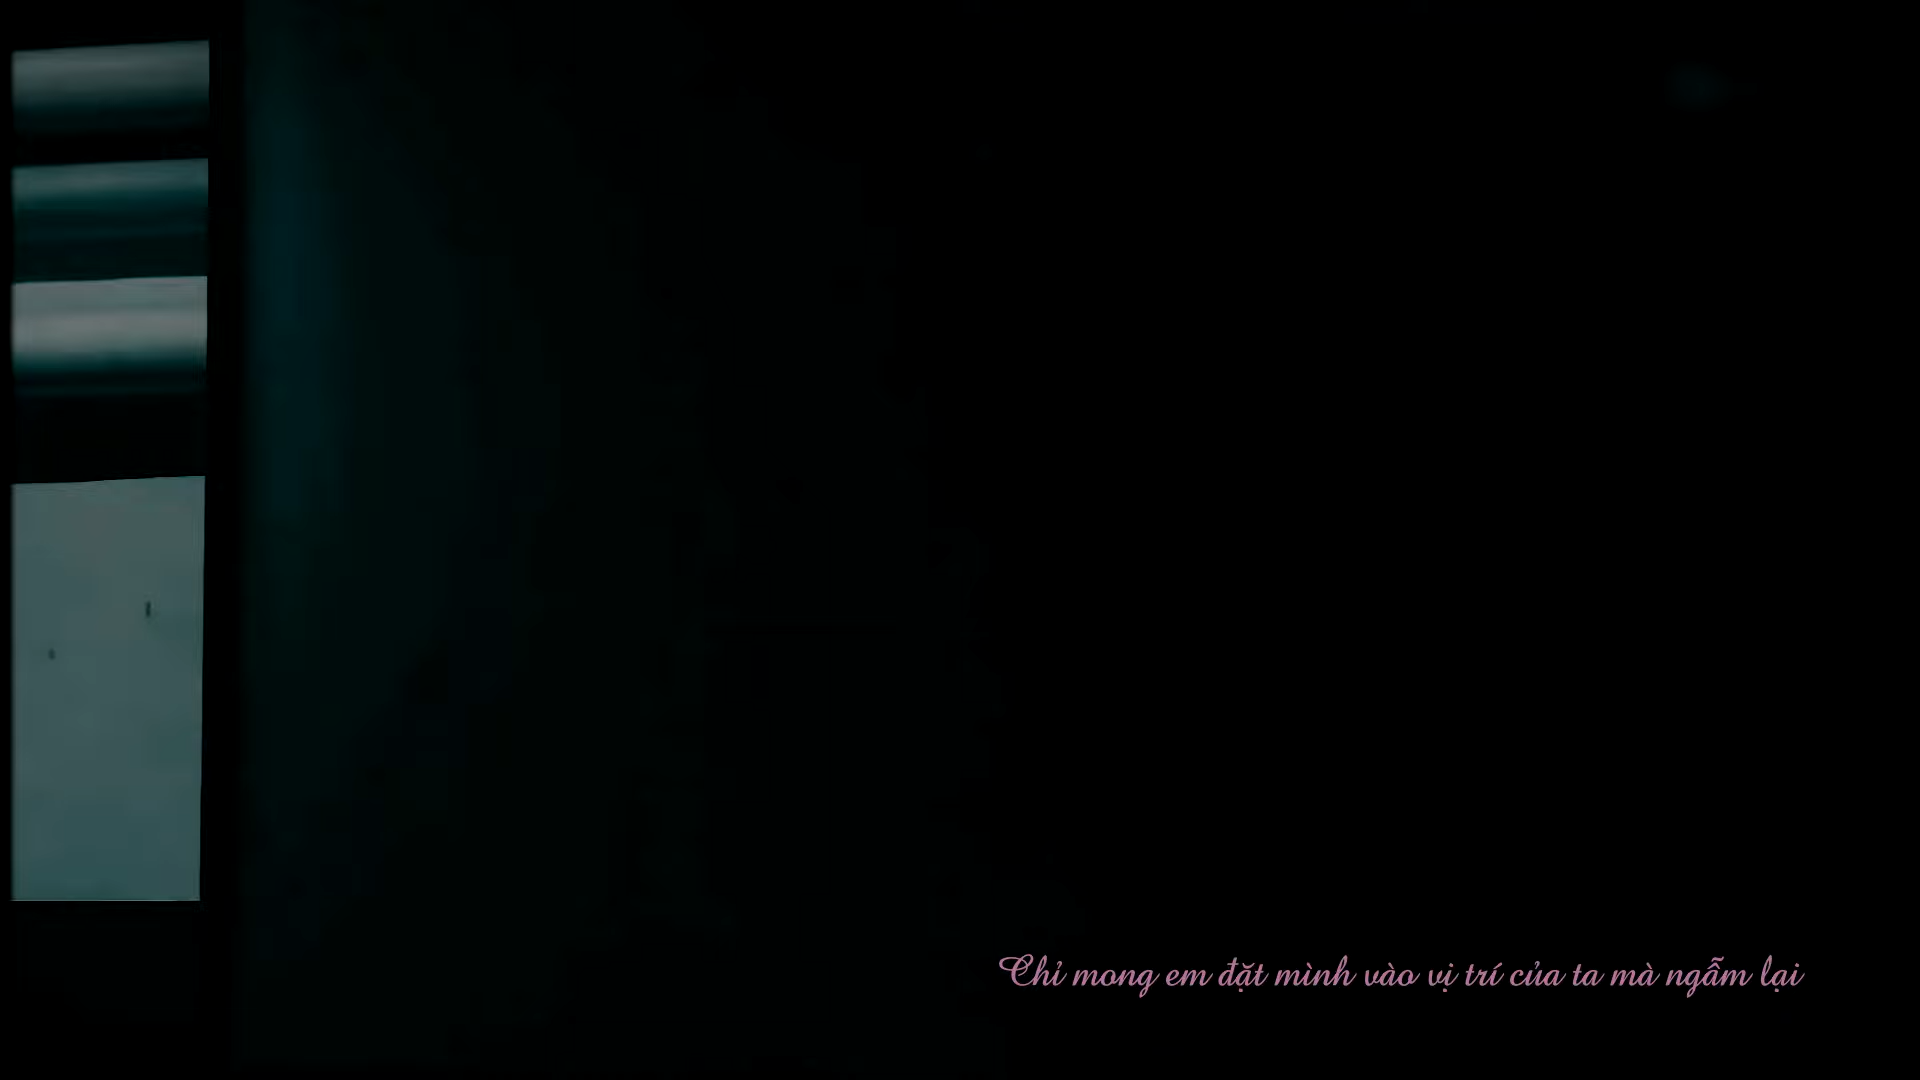 Chỉ mong em đặt mình vào vị trí của ta mà ngẫm lại